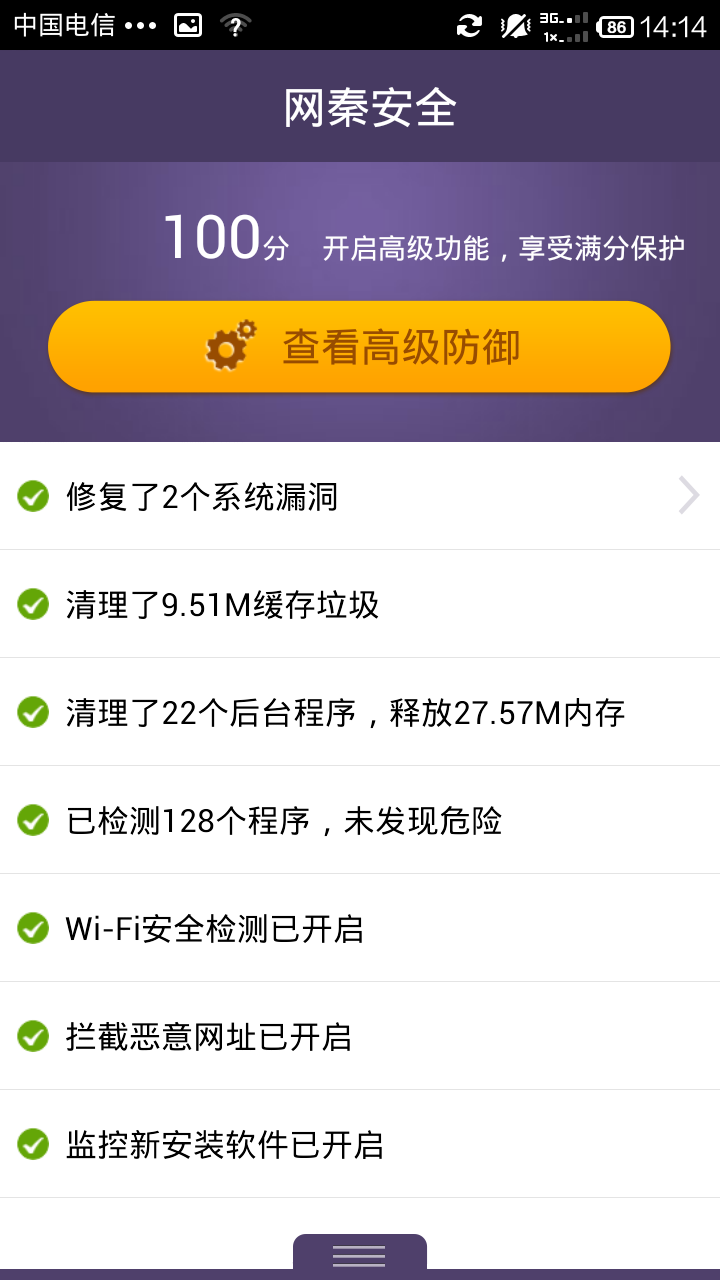 中国电信 ••• 3G 1x 86 14:14
网秦安全
100分 开启高级功能，享受满分保护
查看高级防御
修复了2个系统漏洞
清理了9.51M缓存垃圾
清理了22个后台程序，释放27.57M内存
已检测128个程序，未发现危险
Wi-Fi安全检测已开启
拦截恶意网址已开启
监控新安装软件已开启